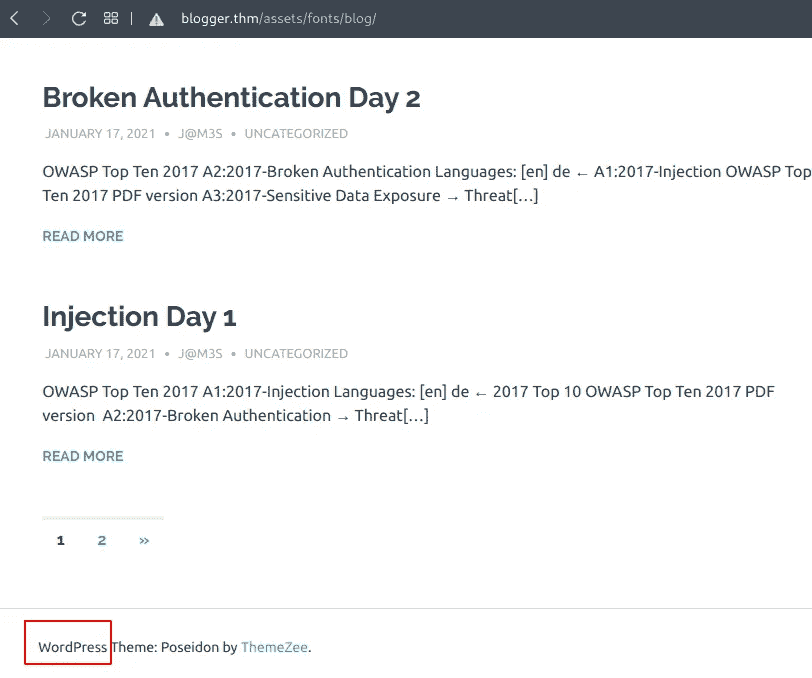 blogger.thm/assets/fonts/blog/
Broken Authentication Day 2
JANUARY 17, 2021 • J@M3S • UNCATEGORIZED
OWASP Top Ten 2017 A2:2017-Broken Authentication Languages: [en] de ← A1:2017-Injection OWASP Top
Ten 2017 PDF version A3:2017-Sensitive Data Exposure → Threat[…]
READ MORE
Injection Day 1
JANUARY 17, 2021 • J@M3S • UNCATEGORIZED
OWASP Top Ten 2017 A1:2017-Injection Languages: [en] de ← 2017 Top 10 OWASP Top Ten 2017 PDF
version A2:2017-Broken Authentication → Threat[…]
READ MORE
1 2 »
WordPress Theme: Poseidon by ThemeZee.